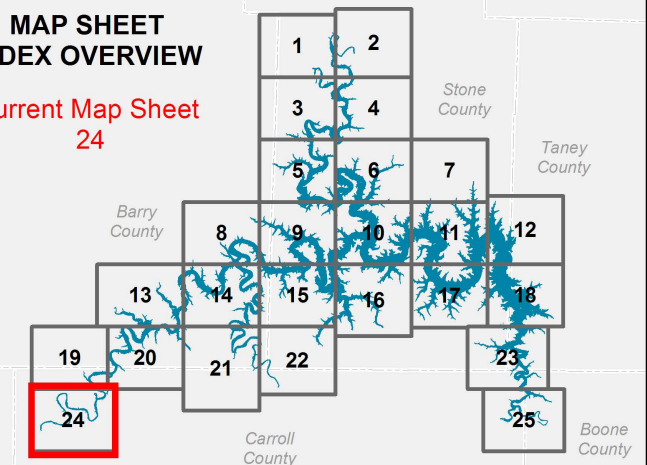 MAP SHEET
DEX OVERVIEW
urrent Map Sheet
24
1
2
3
4
Stone
County
5
6
7
Taney
County
Barry
County
8
9
10
11
12
13
14
15
16
17
18
19
20
21
22
23
24
25
Carroll
County
Boone
County